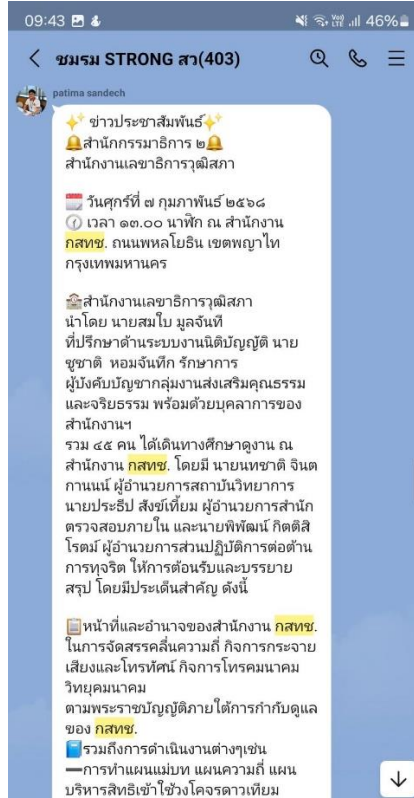 09:43
46%
ชมรม STRONG สว(403)
patima sandech
ข่าวประชาสัมพันธ์
สำนักกรรมาธิการ ๒
สำนักงานเลขาธิการวุฒิสภา
วันศุกร์ที่ ๗ กุมภาพันธ์ ๒๕๖๘
เวลา ๑๓.๐๐ นาฬิก ณ สำนักงาน
กสทช. ถนนพหลโยธิน เขตพญาไท
กรุงเทพมหานคร
สำนักงานเลขาธิการวุฒิสภา
นำโดย นายสมใบ มูลจันที
ที่ปรึกษาด้านระบบงานนิติบัญญัติ นาย
ชูชาติ หอมจันทึก รักษาการ
ผู้บังคับบัญชากลุ่มงานส่งเสริมคุณธรรม
และจริยธรรม พร้อมด้วยบุคลาการของ
สำนักงานฯ
รวม ๔๕ คน ได้เดินทางศึกษาดูงาน ณ
สำนักงาน กสทช. โดยมี นายนทชาติ จินต
กานนน์ ผู้อำนวยการสถาบันวิทยาการ
นายประธีป สังข์เที้ยม ผู้อำนวยการสำนัก
ตรวจสอบภายใน และนายพิพัฒน์ กิตติสิ
โรตม์ ผู้อำนวยการส่วนปฏิบัติการต่อต้าน
การทุจริต ให้การต้อนรับและบรรยาย
สรุป โดยมีประเด็นสำคัญ ดังนี้
หน้าที่และอำนาจของสำนักงาน กสทช.
ในการจัดสรรคลื่นความถี่ กิจการกระจาย
เสียงและโทรทัศน์ กิจการโทรคมนาคม
วิทยุคมนาคม
ตามพระราชบัญญัติภายใต้การกำกับดูแล
ของ กสทช.
รวมถึงการดำเนินงานต่างๆเช่น
—การทำแผนแม่บท แผนความถี่ แผน
บริหารสิทธิเข้าใช้วงโคจรดาวเทียม